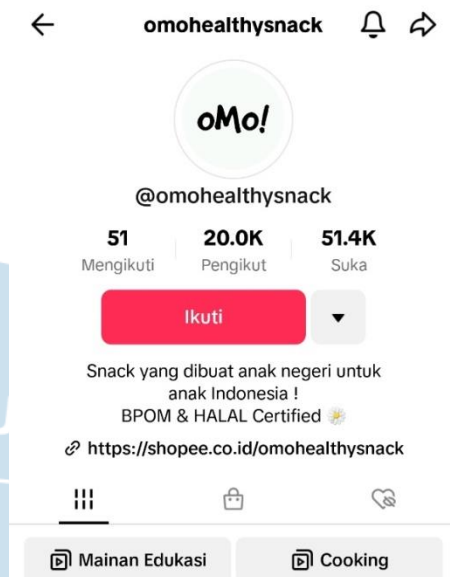 omohealthysnack
oMo!
@omohealthysnack
51 20.0K 51.4K
Mengikuti Pengikut Suka
Ikuti
Snack yang dibuat anak negeri untuk
anak Indonesia !
BPOM & HALAL Certified 🌼
https://shopee.co.id/omohealthysnack
Mainan Edukasi Cooking